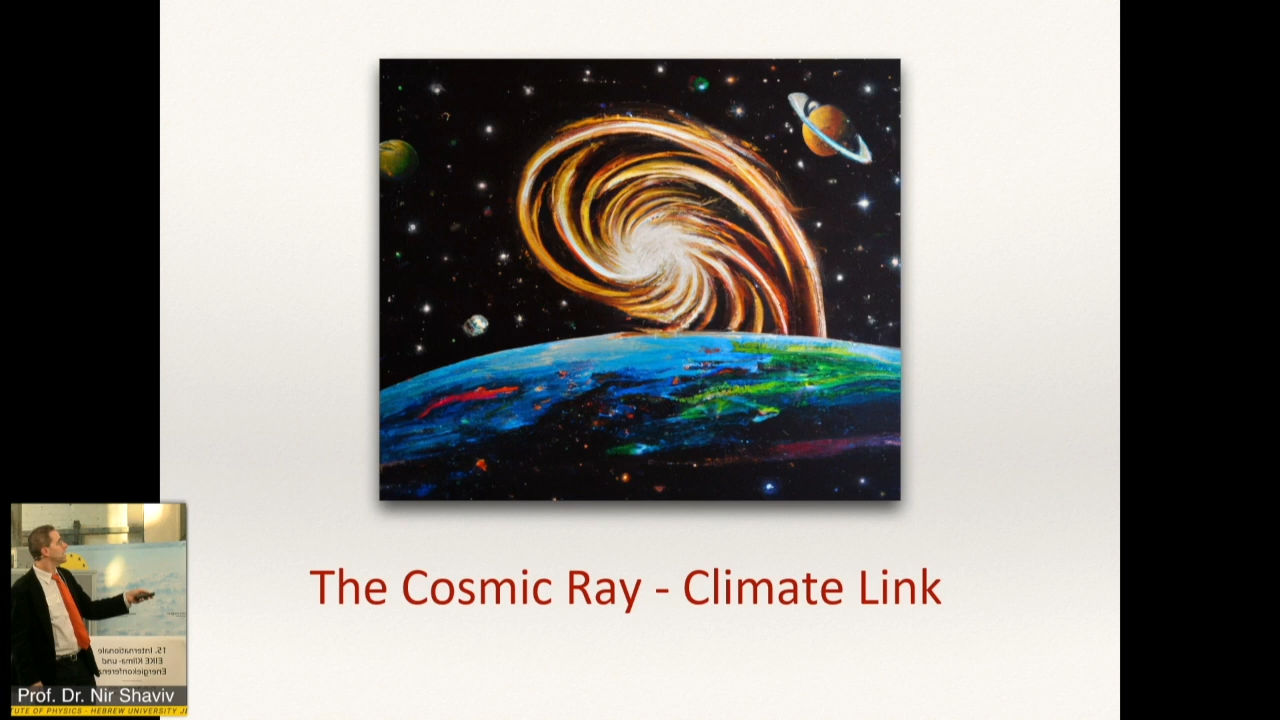 The Cosmic Ray - Climate Link
15. Internationale
EIKE Klima- und
Energiekonferenz
Prof. Dr. Nir Shaviv
TUTE OF PHYSICS - HEBREW UNIVERSITY JE